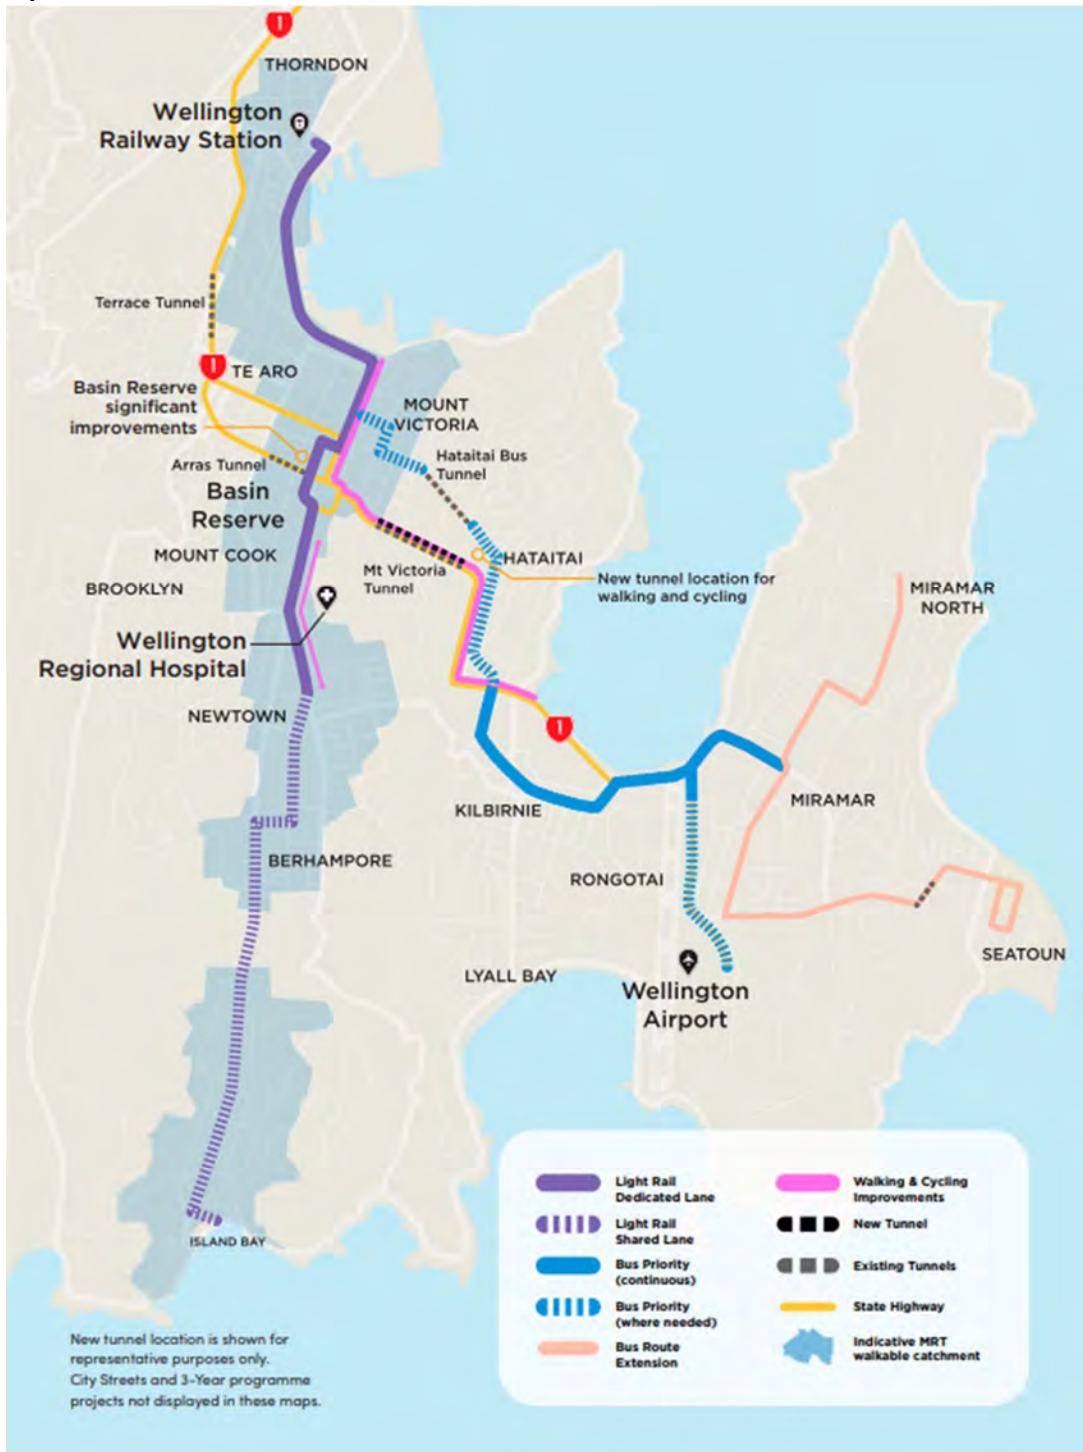 1
THORNDON
Wellington
Railway Station
Terrace Tunnel
1
TE ARO
Basin Reserve
significant
improvements
MOUNT
VICTORIA
Arras Tunnel
Hataitai Bus
Tunnel
Basin
Reserve
MOUNT COOK
Mt Victoria
Tunnel
HATAITAI
BROOKLYN
New tunnel location for
walking and cycling
MIRAMAR
NORTH
Wellington
Regional Hospital
NEWTOWN
1
KILBIRNIE
MIRAMAR
BERHAMPORE
RONGOTAI
SEATOUN
LYALL BAY
Wellington
Airport
ISLAND BAY
Light Rail
Dedicated Lane
Light Rail
Shared Lane
Bus Priority
(continuous)
Bus Priority
(where needed)
Bus Route
Extension
Walking & Cycling
Improvements
New Tunnel
Existing Tunnels
State Highway
Indicative MRT
walkable catchment
New tunnel location is shown for
representative purposes only.
City Streets and 3-Year programme
projects not displayed in these maps.